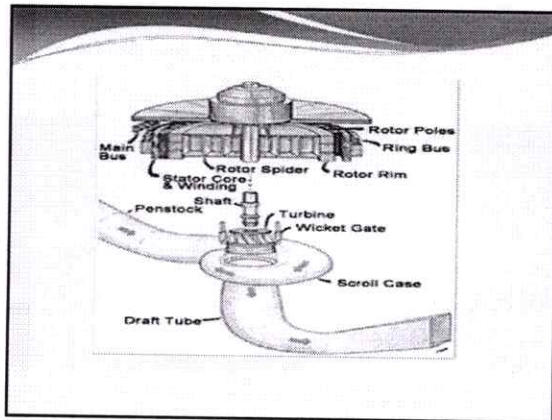 Rotor Poles
Main
Bus
Ring Bus
Rotor Spider
Rotor Rim
Stator Core
& Winding
Shaft
Penstock
Turbine
Wicket Gate
Scroll Case
Draft Tube